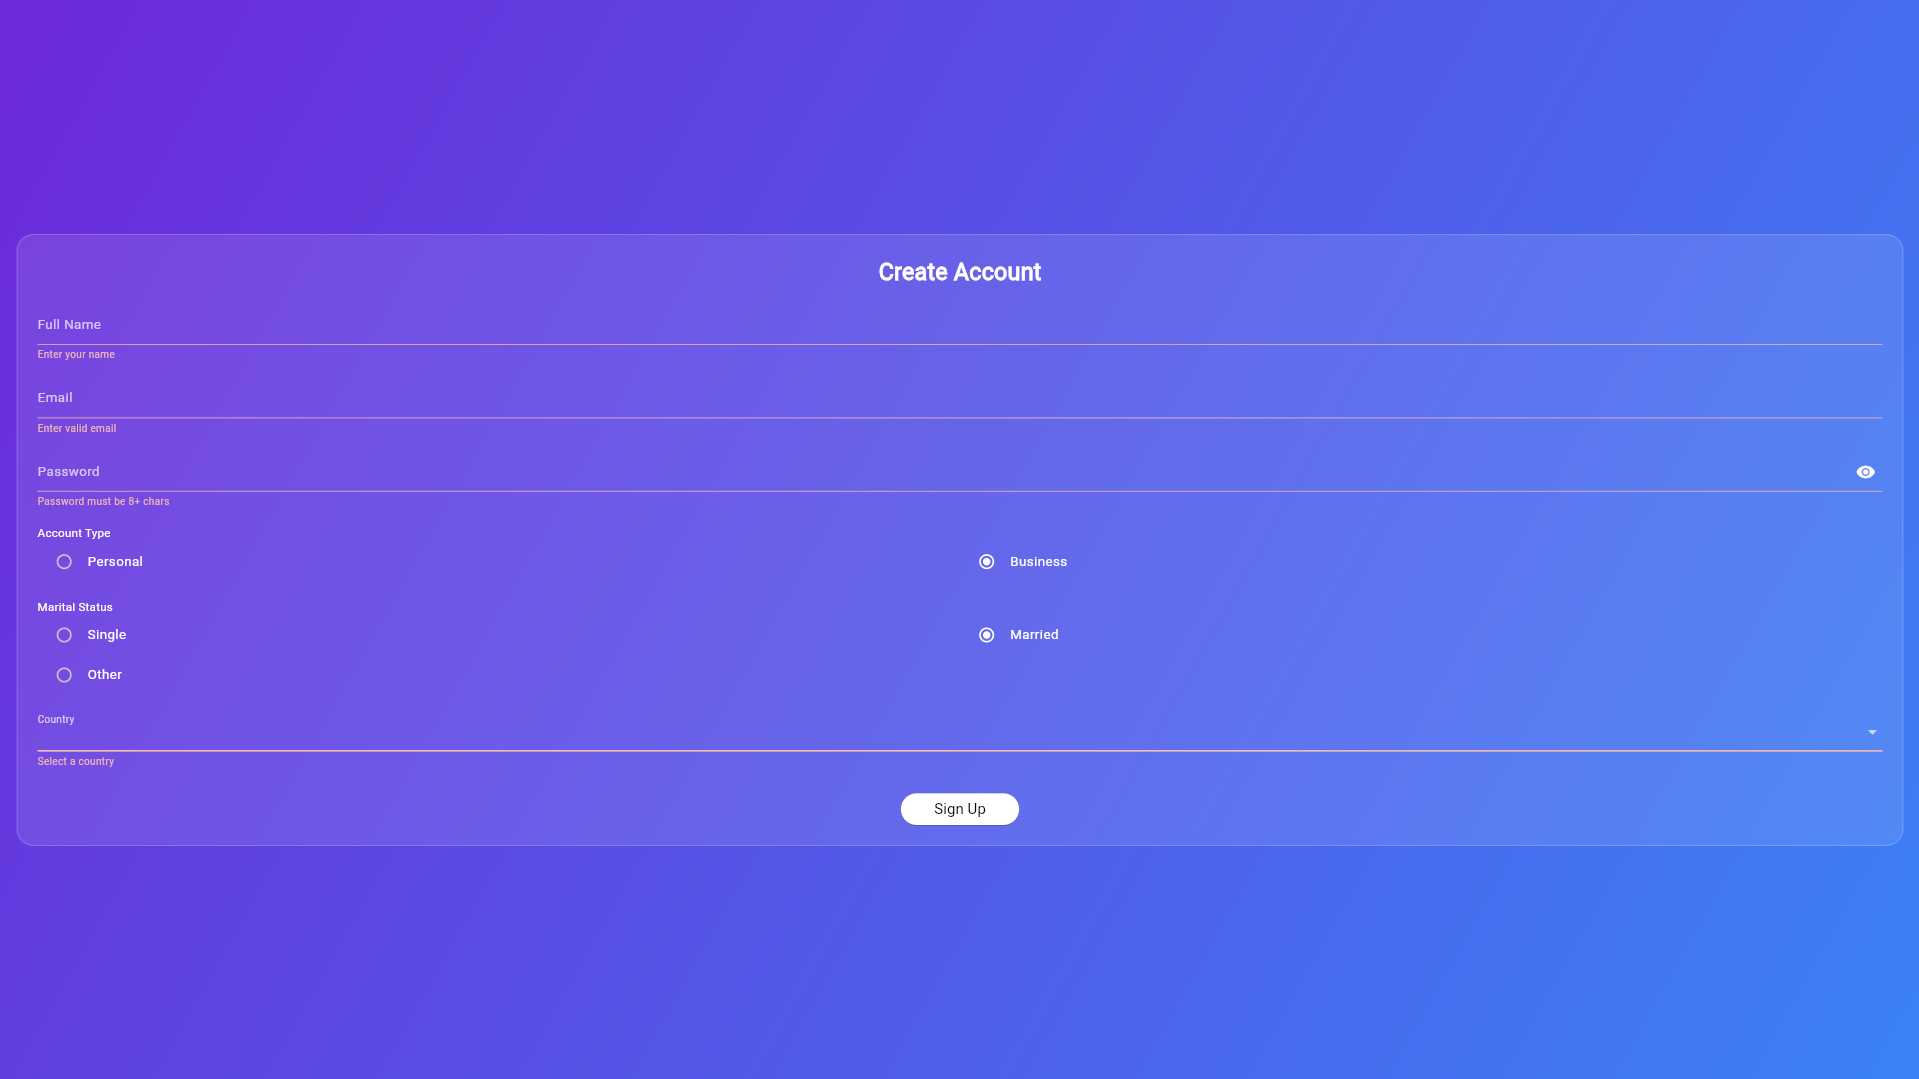 Create Account
Full Name
Enter your name
Email
Enter valid email
Password
Password must be 8+ chars
Account Type
Personal Business
Marital Status
Single Married
Other
Country
Select a country
Sign Up